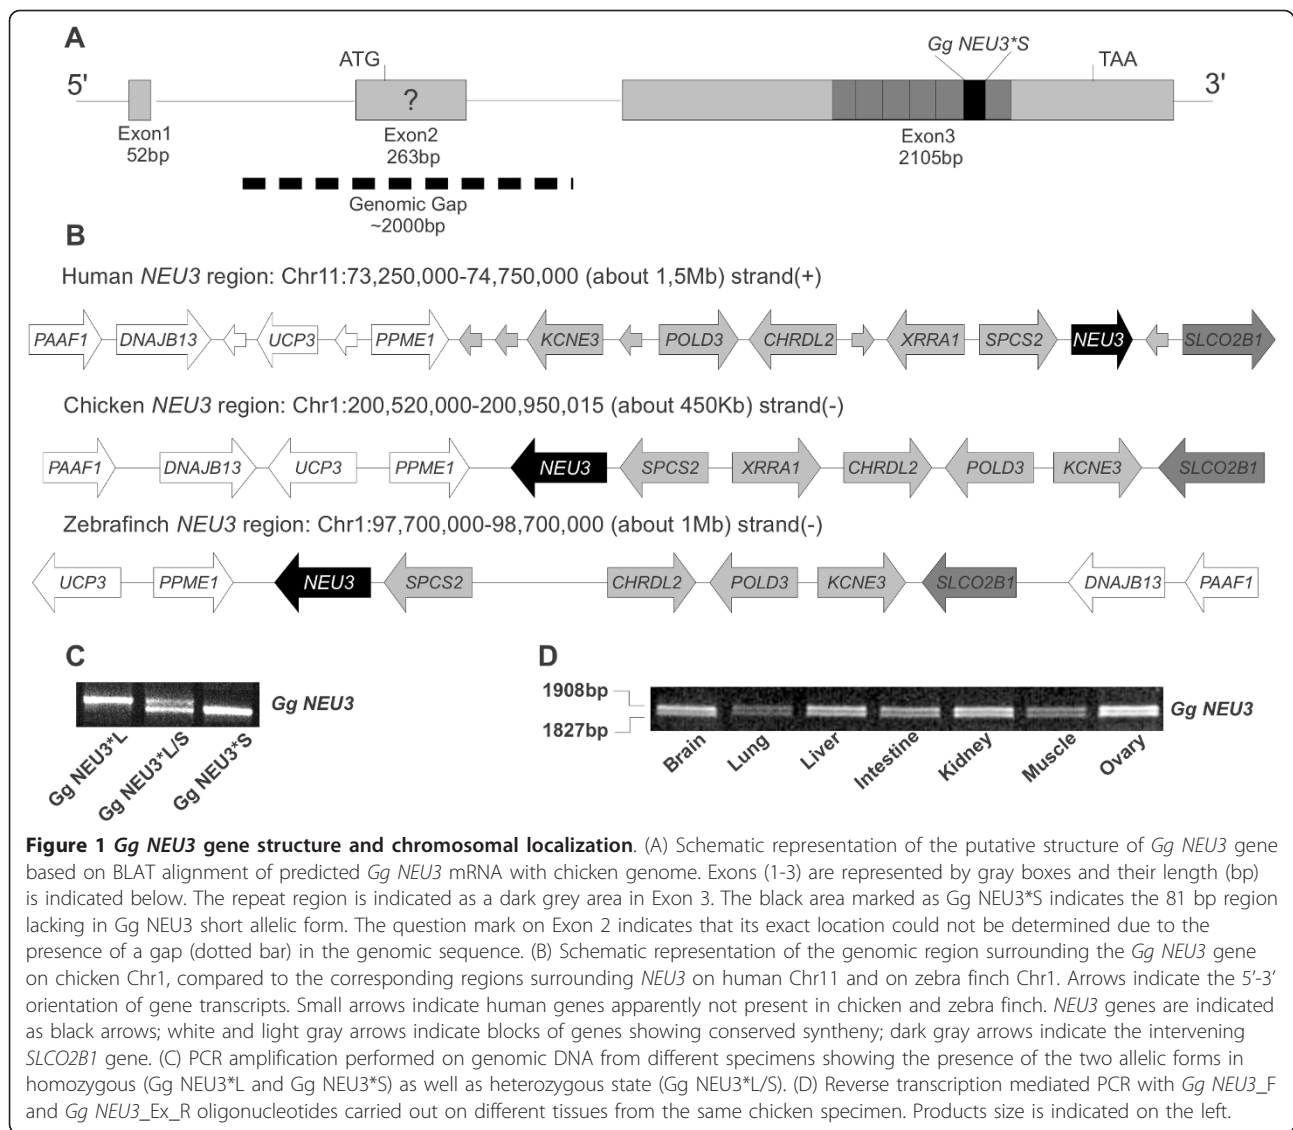 A
5'
ATG
?
Gg NEU3*S
TAA
3'
Exon1
52bp
Exon2
263bp
Exon3
2105bp
Genomic Gap
~2000bp
B
Human NEU3 region: Chr11:73,250,000-74,750,000 (about 1,5Mb) strand(+)
PAAF1 DNAJB13 UCP3 PPME1 KCNE3 POLD3 CHRDL2 XRRA1 SPCS2 NEU3 SLCO2B1
Chicken NEU3 region: Chr1:200,520,000-200,950,015 (about 450Kb) strand(-)
PAAF1 DNAJB13 UCP3 PPME1 NEU3 SPCS2 XRRA1 CHRDL2 POLD3 KCNE3 SLCO2B1
Zebrafinch NEU3 region: Chr1:97,700,000-98,700,000 (about 1Mb) strand(-)
UCP3 PPME1 NEU3 SPCS2 CHRDL2 POLD3 KCNE3 SLCO2B1 DNAJB13 PAAF1
C
Gg NEU3
Gg NEU3*L
Gg NEU3*L/S
Gg NEU3*S
D
1908bp
1827bp
Gg NEU3
Brain Lung Liver Intestine Kidney Muscle Ovary
Figure 1 Gg NEU3 gene structure and chromosomal localization. (A) Schematic representation of the putative structure of Gg NEU3 gene
based on BLAT alignment of predicted Gg NEU3 mRNA with chicken genome. Exons (1-3) are represented by gray boxes and their length (bp)
is indicated below. The repeat region is indicated as a dark grey area in Exon 3. The black area marked as Gg NEU3*S indicates the 81 bp region
lacking in Gg NEU3 short allelic form. The question mark on Exon 2 indicates that its exact location could not be determined due to the
presence of a gap (dotted bar) in the genomic sequence. (B) Schematic representation of the genomic region surrounding the Gg NEU3 gene
on chicken Chr1, compared to the corresponding regions surrounding NEU3 on human Chr11 and on zebra finch Chr1. Arrows indicate the 5'-3'
orientation of gene transcripts. Small arrows indicate human genes apparently not present in chicken and zebra finch. NEU3 genes are indicated
as black arrows; white and light gray arrows indicate blocks of genes showing conserved syntheny; dark gray arrows indicate the intervening
SLCO2B1 gene. (C) PCR amplification performed on genomic DNA from different specimens showing the presence of the two allelic forms in
homozygous (Gg NEU3*L and Gg NEU3*S) as well as heterozygous state (Gg NEU3*L/S). (D) Reverse transcription mediated PCR with Gg NEU3_F
and Gg NEU3_Ex_R oligonucleotides carried out on different tissues from the same chicken specimen. Products size is indicated on the left.